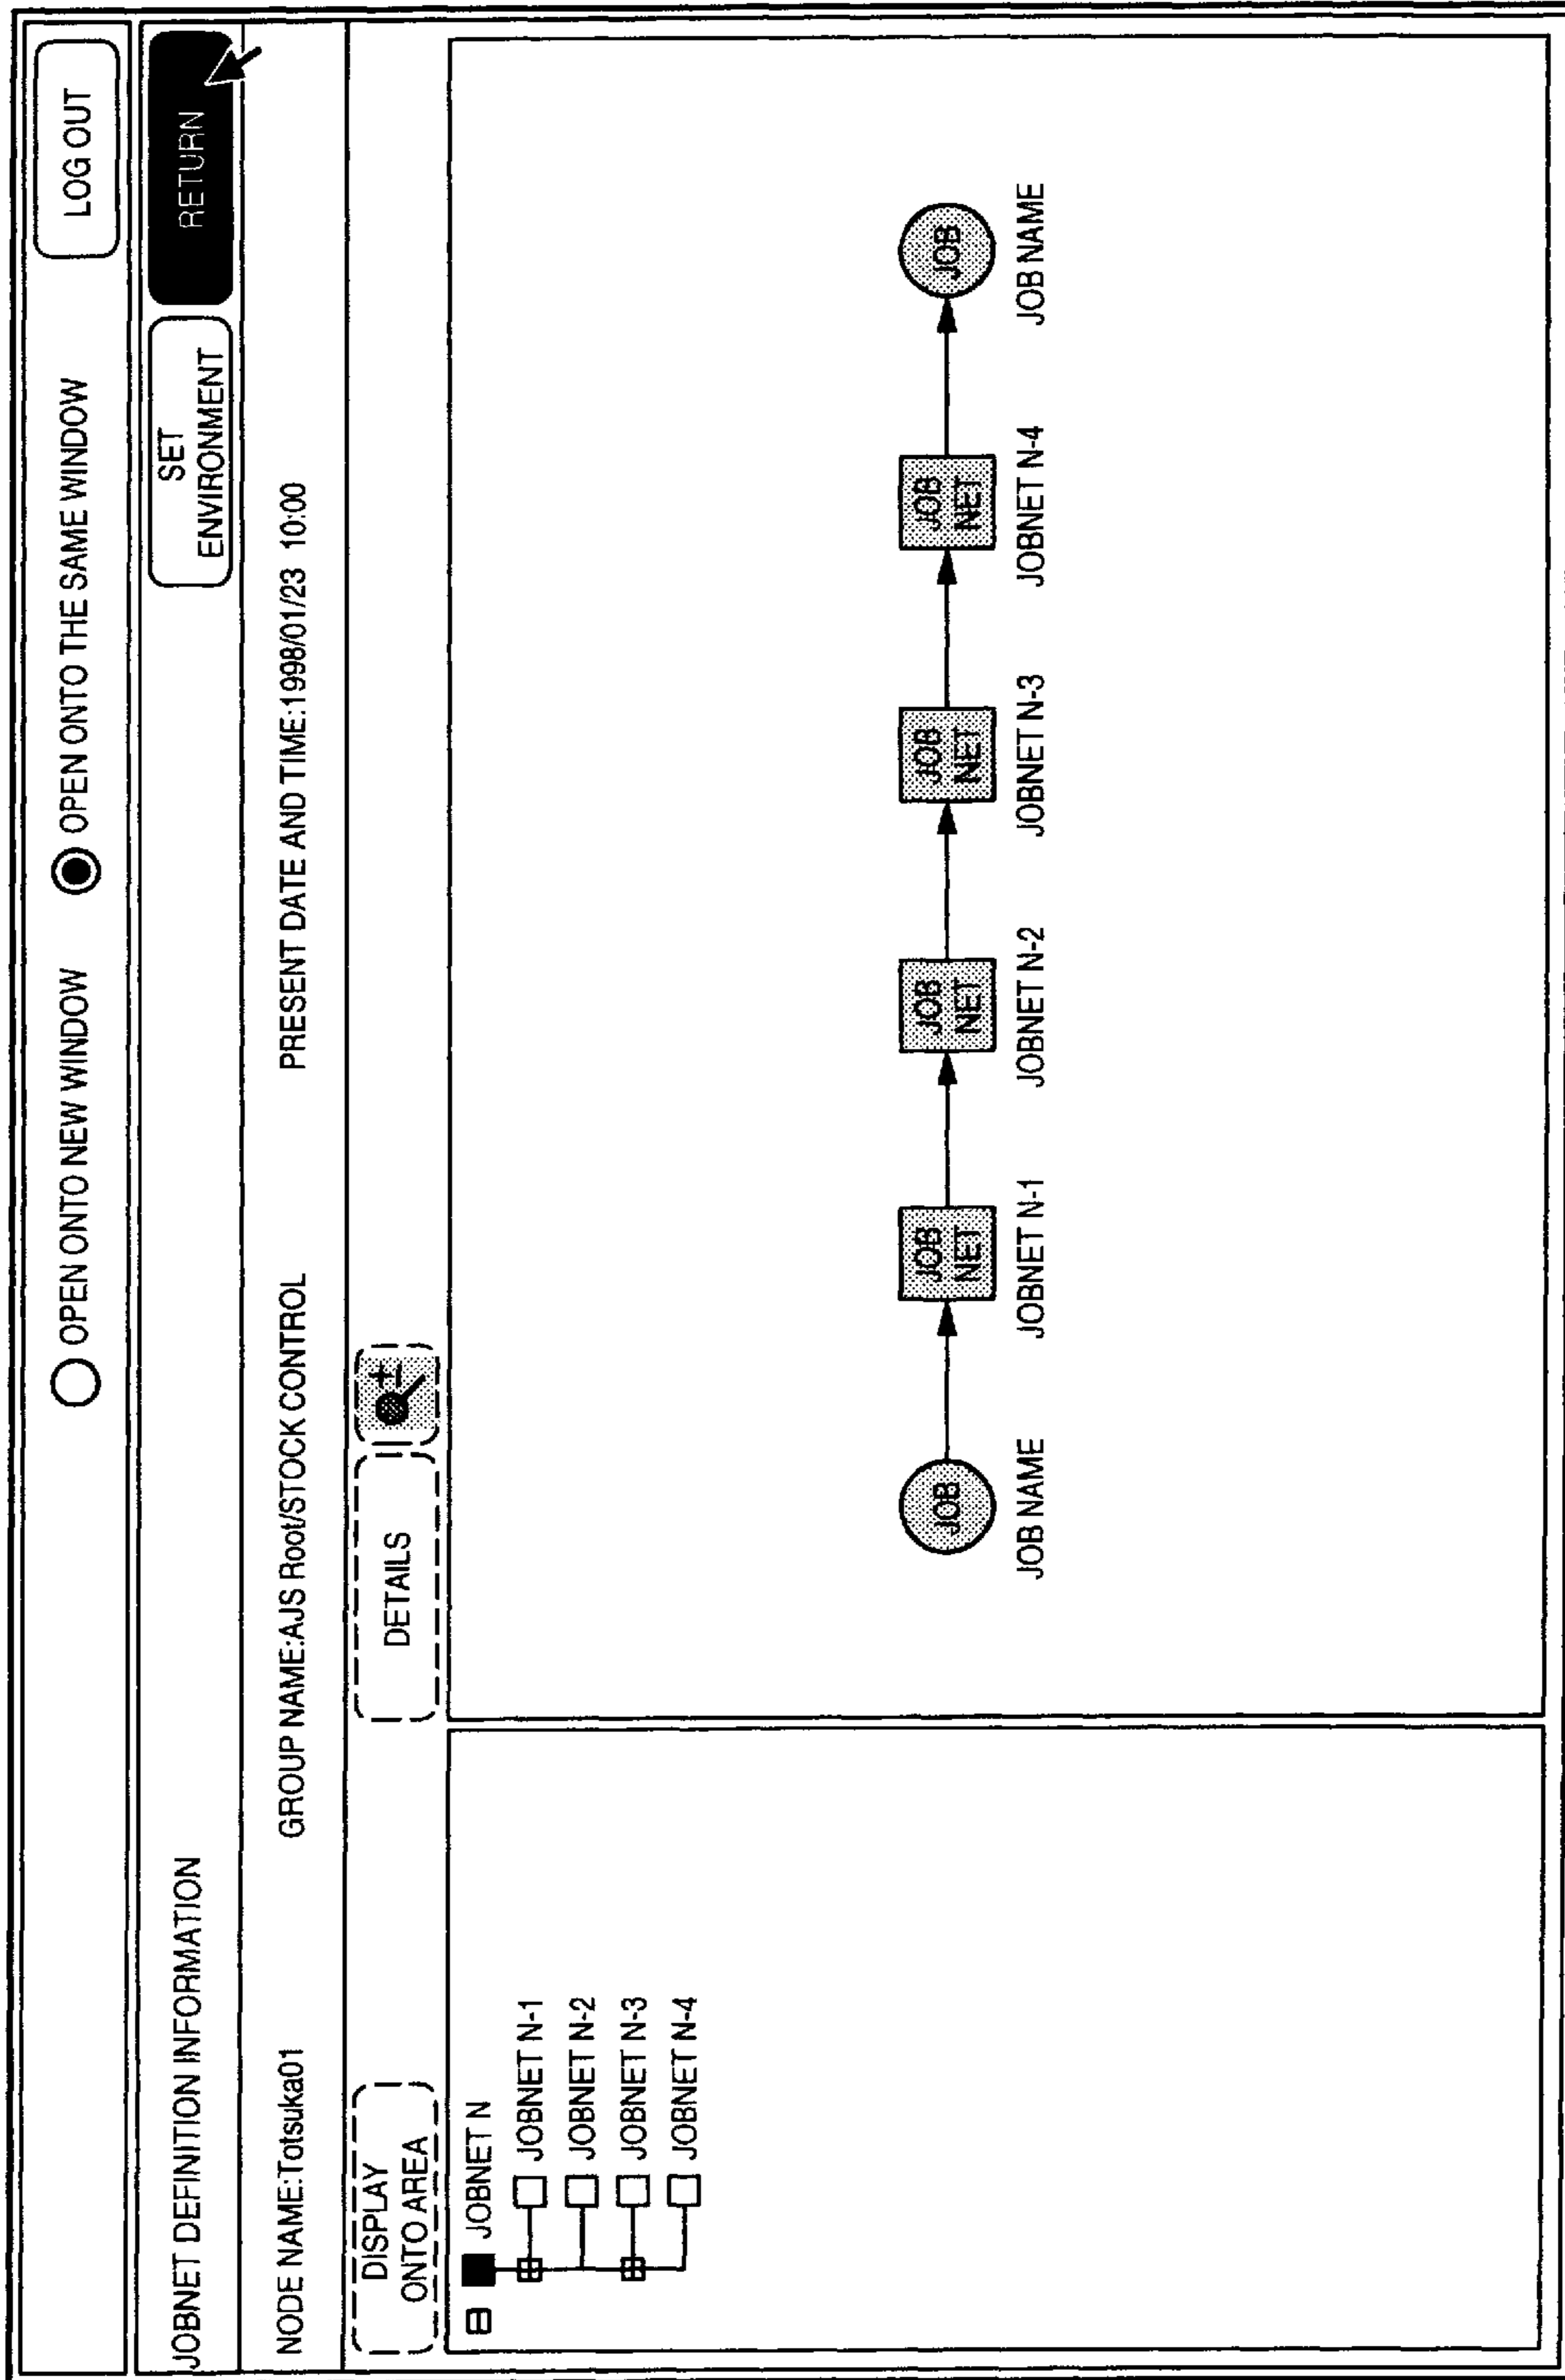 OPEN ONTO NEW WINDOW
OPEN ONTO THE SAME WINDOW
LOG OUT
JOBNET DEFINITION INFORMATION
SET
ENVIRONMENT
RETURN
NODE NAME:Totsuka01
GROUP NAME:AJS Root/STOCK CONTROL
PRESENT DATE AND TIME:1998/01/23 10:00
DISPLAY
ONTO AREA
DETAILS
JOBNET N
JOBNET N-1
JOBNET N-2
JOBNET N-3
JOBNET N-4
JOB
JOB NAME
JOB
NET
JOBNET N-1
JOB
NET
JOBNET N-2
JOB
NET
JOBNET N-3
JOB
NET
JOBNET N-4
JOB
JOB NAME